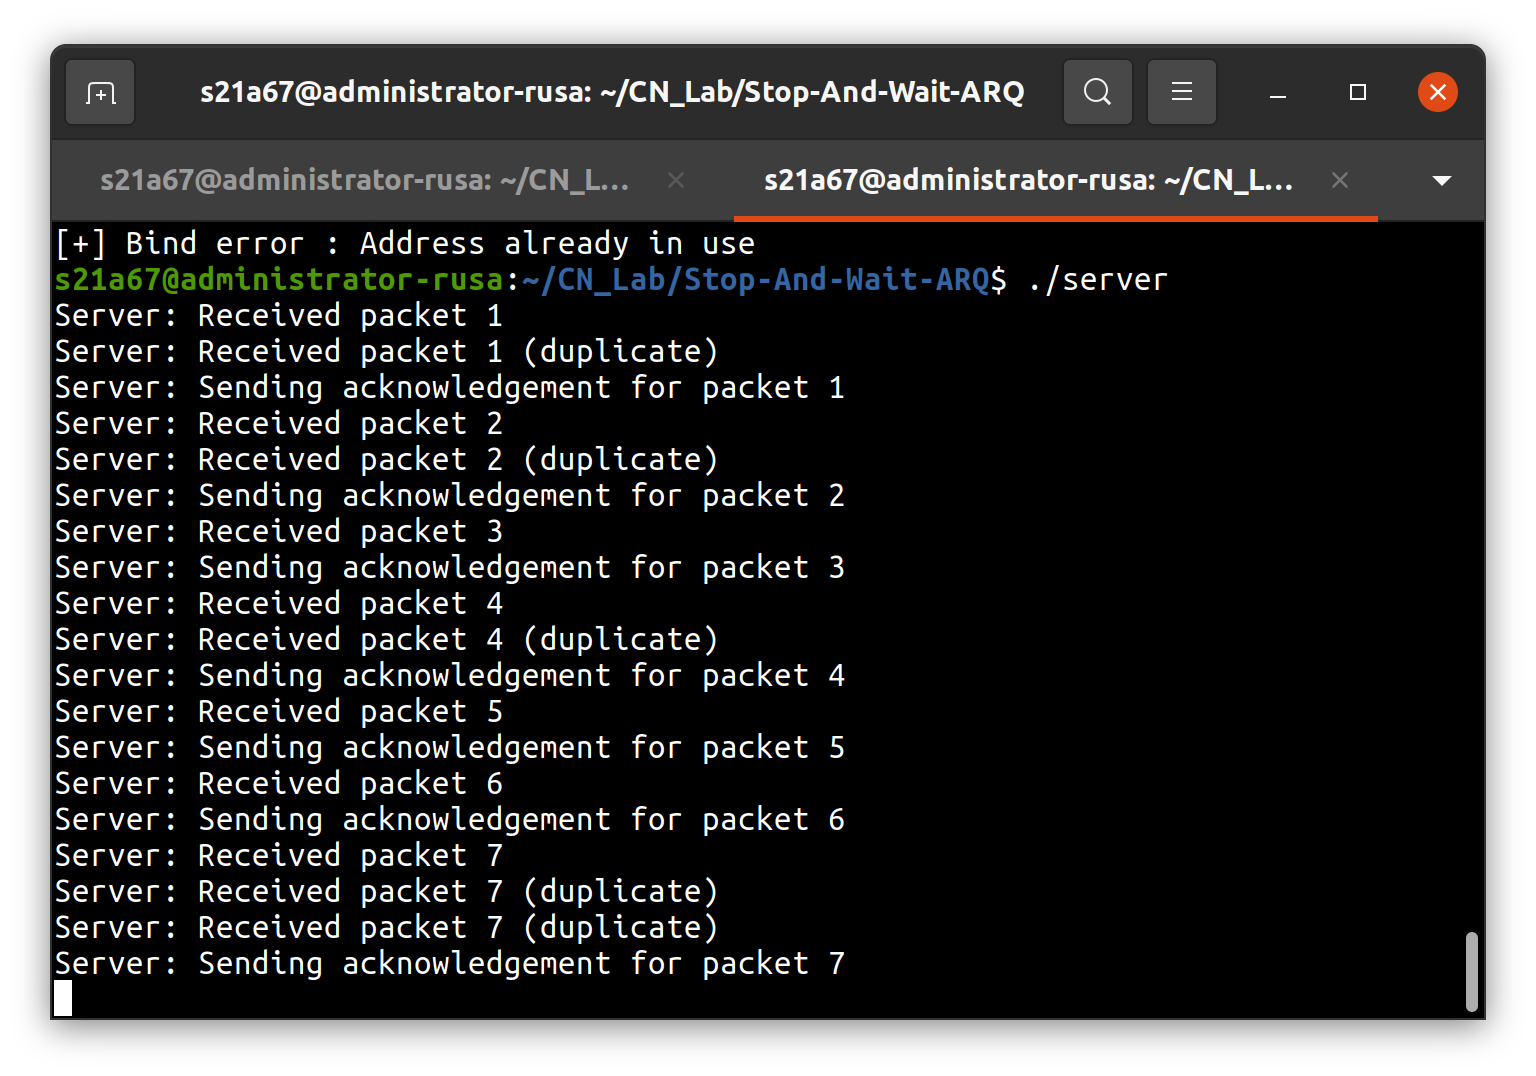 s21a67@administrator-rusa: ~/CN_Lab/Stop-And-Wait-ARQ
s21a67@administrator-rusa: ~/CN_L...
s21a67@administrator-rusa: ~/CN_L...
[+] Bind error : Address already in use
s21a67@administrator-rusa:~/CN_Lab/Stop-And-Wait-ARQ$ ./server
Server: Received packet 1
Server: Received packet 1 (duplicate)
Server: Sending acknowledgement for packet 1
Server: Received packet 2
Server: Received packet 2 (duplicate)
Server: Sending acknowledgement for packet 2
Server: Received packet 3
Server: Sending acknowledgement for packet 3
Server: Received packet 4
Server: Received packet 4 (duplicate)
Server: Sending acknowledgement for packet 4
Server: Received packet 5
Server: Sending acknowledgement for packet 5
Server: Received packet 6
Server: Sending acknowledgement for packet 6
Server: Received packet 7
Server: Received packet 7 (duplicate)
Server: Received packet 7 (duplicate)
Server: Sending acknowledgement for packet 7